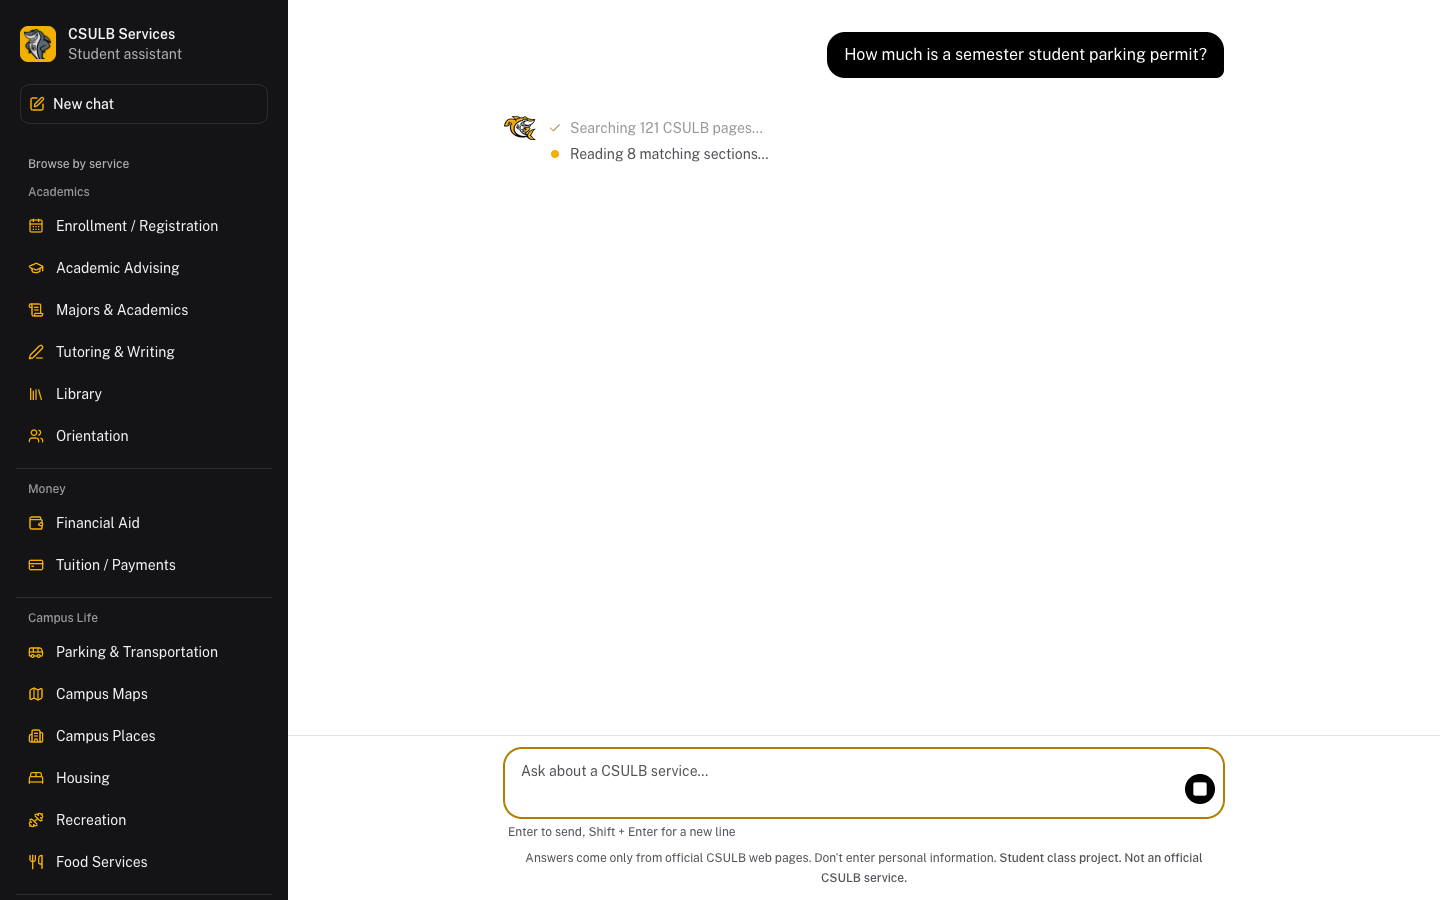 CSULB Services
Student assistant
New chat
Browse by service
Academics
Enrollment / Registration
Academic Advising
Majors & Academics
Tutoring & Writing
Library
Orientation
Money
Financial Aid
Tuition / Payments
Campus Life
Parking & Transportation
Campus Maps
Campus Places
Housing
Recreation
Food Services
How much is a semester student parking permit?
Searching 121 CSULB pages...
Reading 8 matching sections...
Ask about a CSULB service...
Enter to send, Shift + Enter for a new line
Answers come only from official CSULB web pages. Don't enter personal information. Student class project. Not an official
CSULB service.